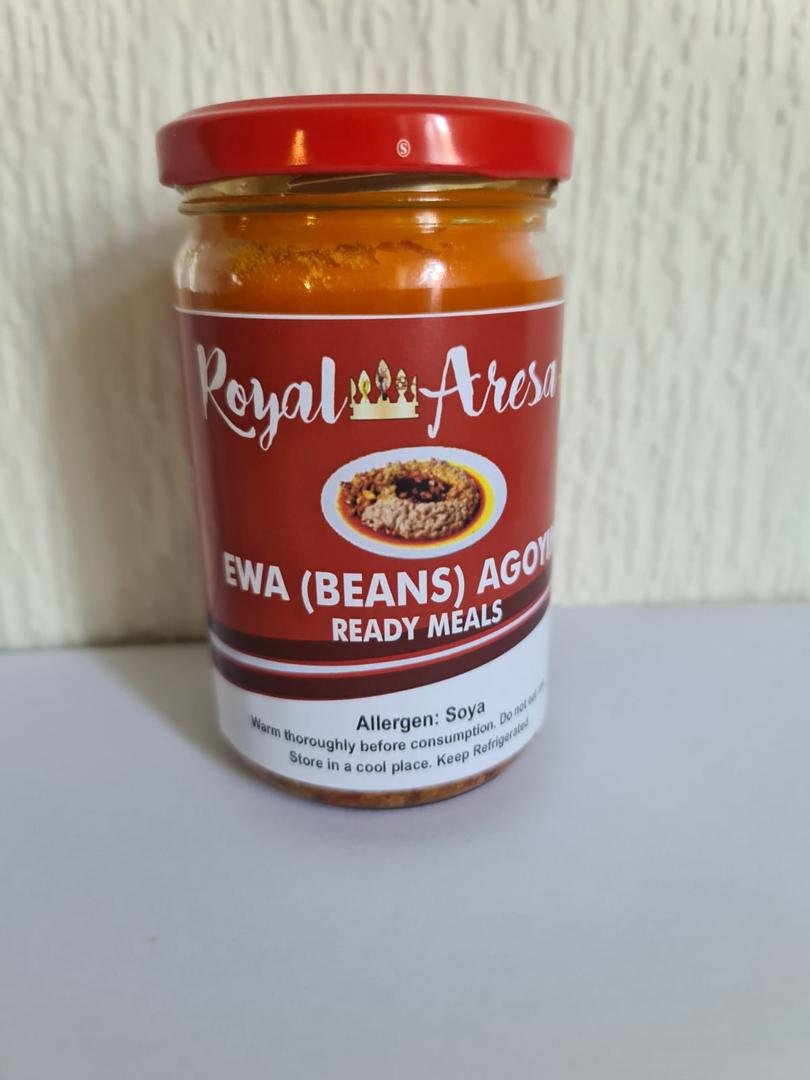 Royal Aresa
EWA (BEANS) AGOYI
READY MEALS
Allergen: Soya
Warm thoroughly before consumption. Do not eat
Store in a cool place. Keep Refrigerated